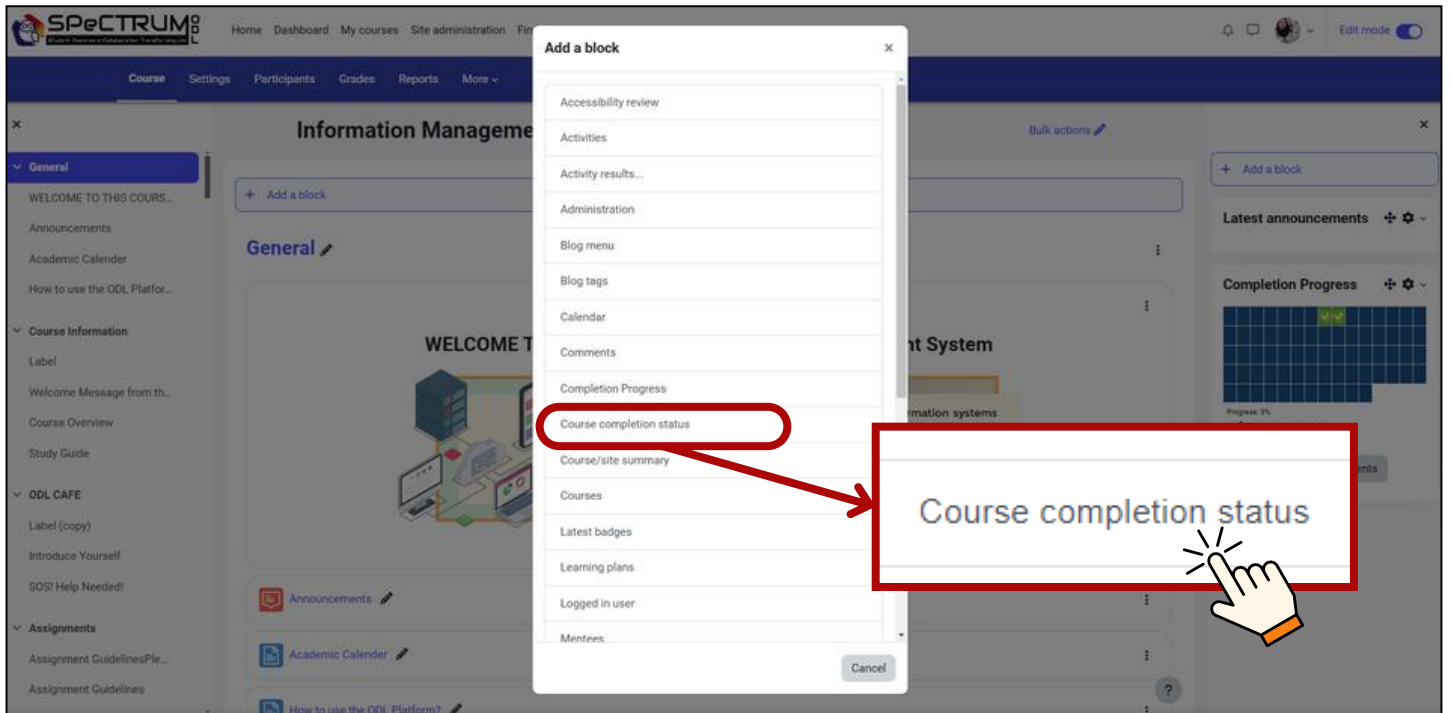 SPeCTRUM
ODL
Home Dashboard My courses Site administration Fin
Edit mode
Course Settings Participants Grades Reports More
Information Manageme
Bulk actions
General
WELCOME TO THIS COURS...
Announcements
Academic Calender
How to use the ODL Platfor...
Course Information
Label
Welcome Message from th...
Course Overview
Study Guide
ODL CAFE
Label (copy)
Introduce Yourself
SOS! Help Needed!
Assignments
Assignment GuidelinesPle...
Assignment Guidelines
+ Add a block
General
WELCOME T
nt System
rmation systems
Announcements
Academic Calender
How to use the ODL Platform?
Add a block
×
Accessibility review
Activities
Activity results...
Administration
Blog menu
Blog tags
Calendar
Comments
Completion Progress
Course completion status
Course/site summary
Courses
Latest badges
Learning plans
Logged in user
Mentees
Cancel
Course completion status
×
+ Add a block
Latest announcements
Completion Progress
Progress: 3%
ents
?